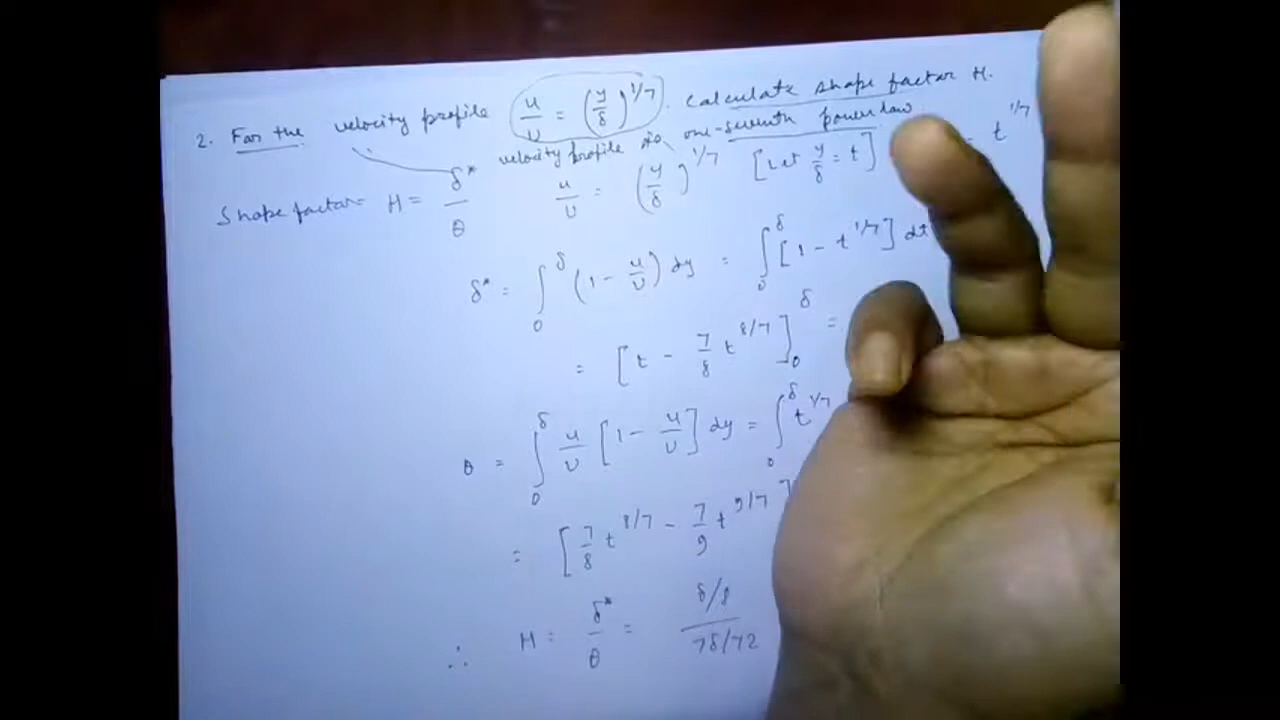 2. For the velocity profile u/U = (y/δ)^1/7. Calculate shape factor H.
velocity profile is one-seventh power law
Shape factor = H = δ*/θ u/U = (y/δ)^1/7 [Let y/δ = t] = t^1/7
δ* = ∫₀^δ (1 - u/U) dy = ∫₀^δ [1 - t^1/7] dt
= [t - 7/8 t^8/7]₀^δ =
θ = ∫₀^δ u/U [1 - u/U] dy = ∫₀^δ t^1/7
= [7/8 t^8/7 - 7/9 t^9/7]
∴ H = δ*/θ = δ/8 / 7δ/72